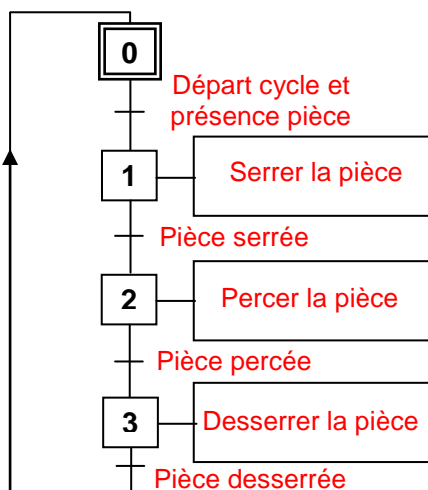 0
Départ cycle et
présence pièce
1
Serrer la pièce
Pièce serrée
2
Percer la pièce
Pièce percée
3
Desserrer la pièce
Pièce desserrée